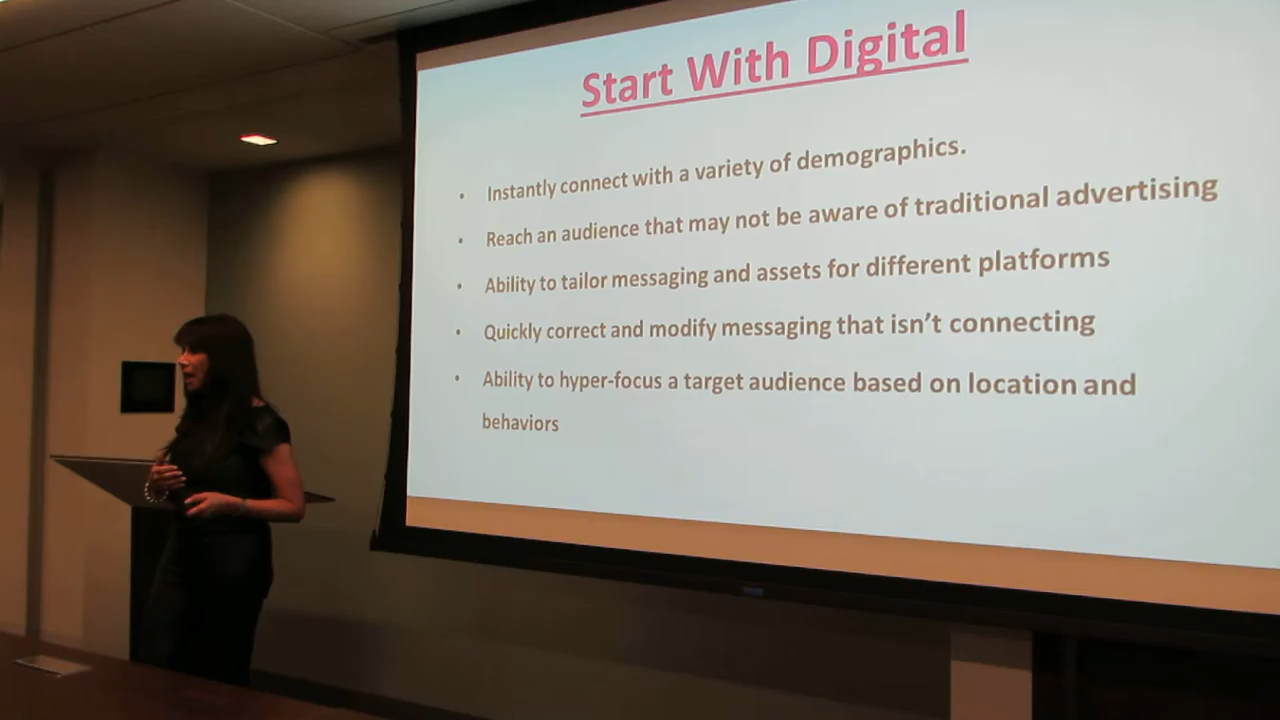 Start With Digital
• Instantly connect with a variety of demographics.
• Reach an audience that may not be aware of traditional advertising
• Ability to tailor messaging and assets for different platforms
• Quickly correct and modify messaging that isn't connecting
• Ability to hyper-focus a target audience based on location and
behaviors